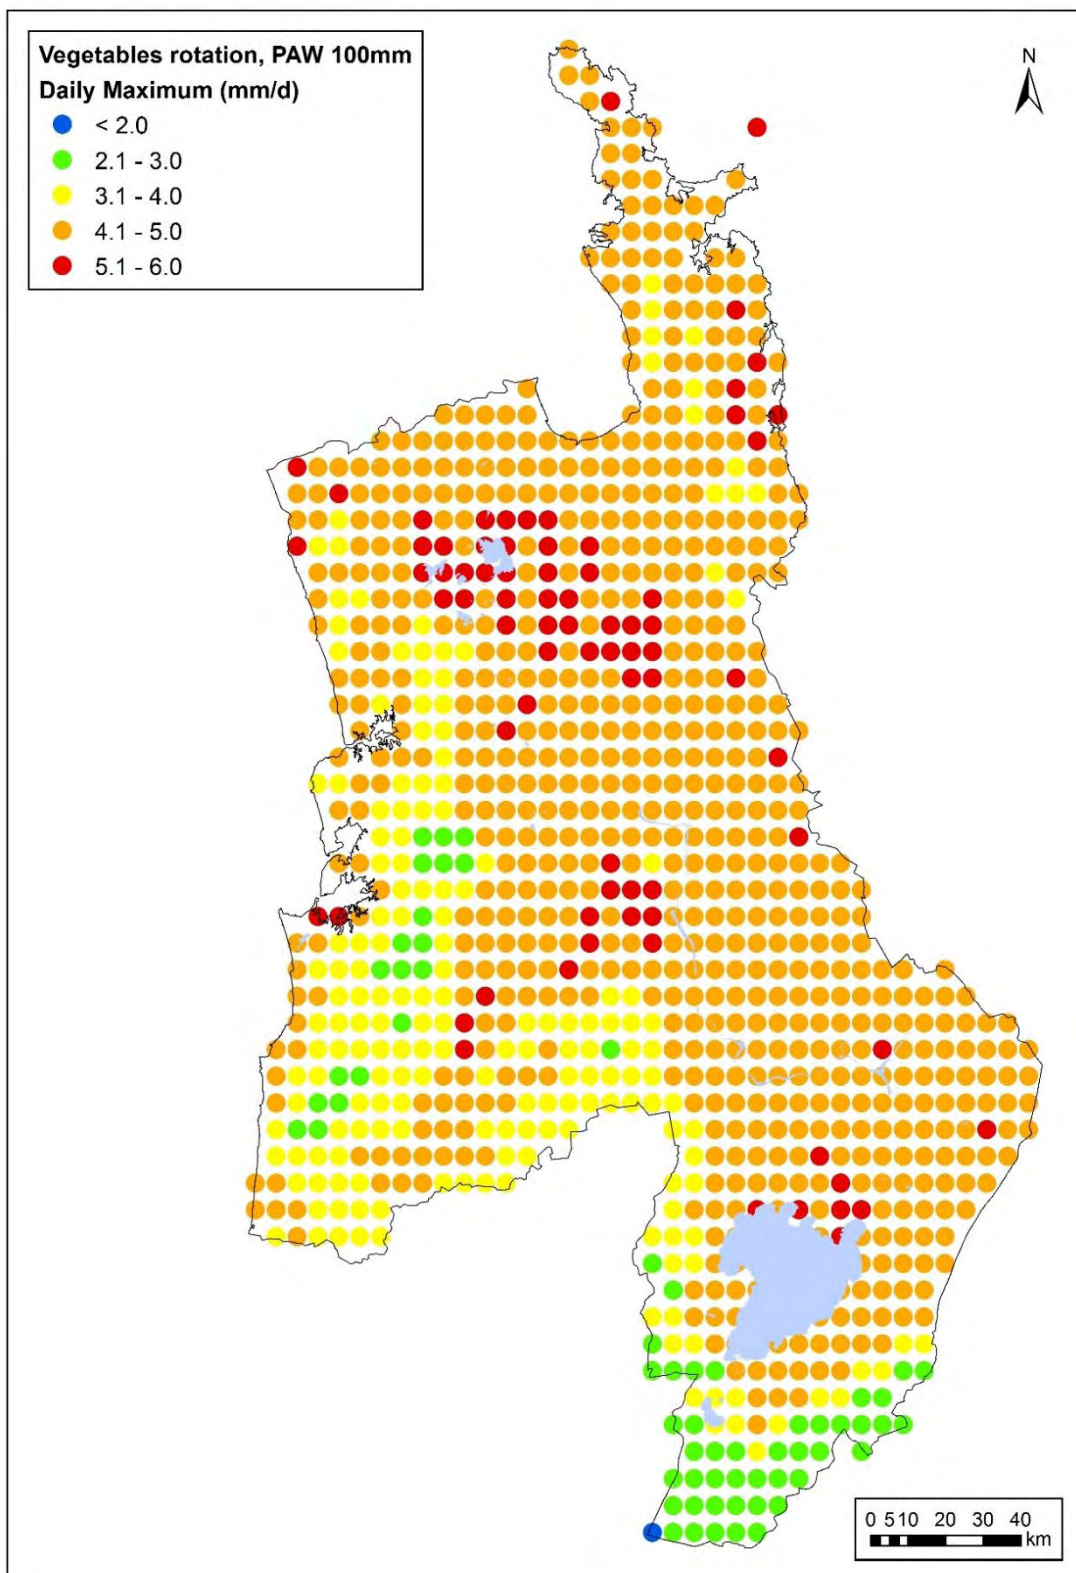 Vegetables rotation, PAW 100mm
Daily Maximum (mm/d)
< 2.0
2.1 - 3.0
3.1 - 4.0
4.1 - 5.0
5.1 - 6.0
N
0 5 10 20 30 40
km